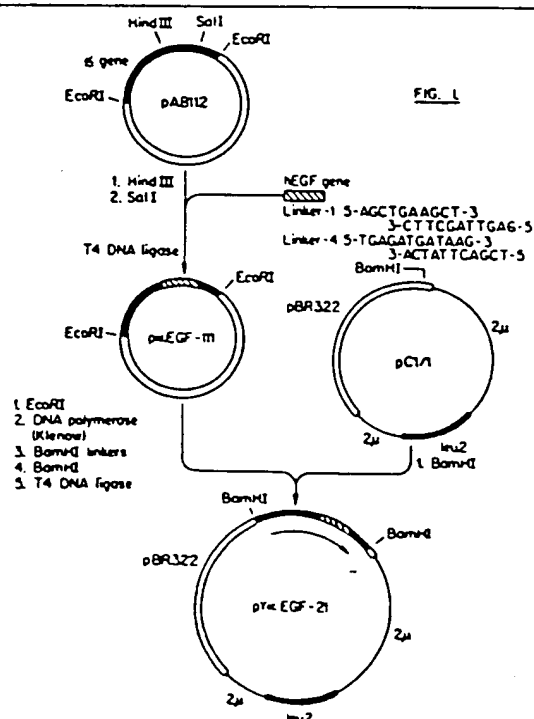 Hind III
SalI
EcoRI
α gene
EcoRI
pAB112
FIG. 1
1. Hind III
2. SalI
hEGF gene
Linker-1 5-AGCTGAAGCT-3
3-CTTCGATTGAG-5
Linker-4 5-TGAGATGATAAG-3
3-ACTATTCAGCT-5
T4 DNA ligase
BamHI
EcoRI
pBR322
2μ
EcoRI
pαEGF-111
pC1/1
1. EcoRI
2. DNA polymerase
(Klenow)
3. BamHI linkers
4. BamHI
5. T4 DNA ligase
2μ
leu2
1. BamHI
BamHI
BamHI
pBR322
pYαEGF-21
2μ
2μ
leu2